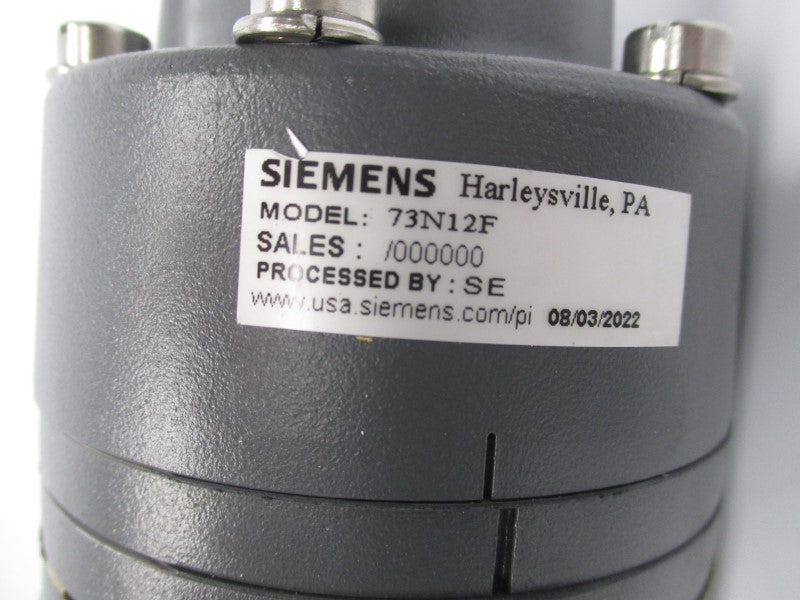 SIEMENS Harleysville, PA
MODEL: 73N12F
SALES : /000000
PROCESSED BY : SE
www.usa.siemens.com/pi 08/03/2022